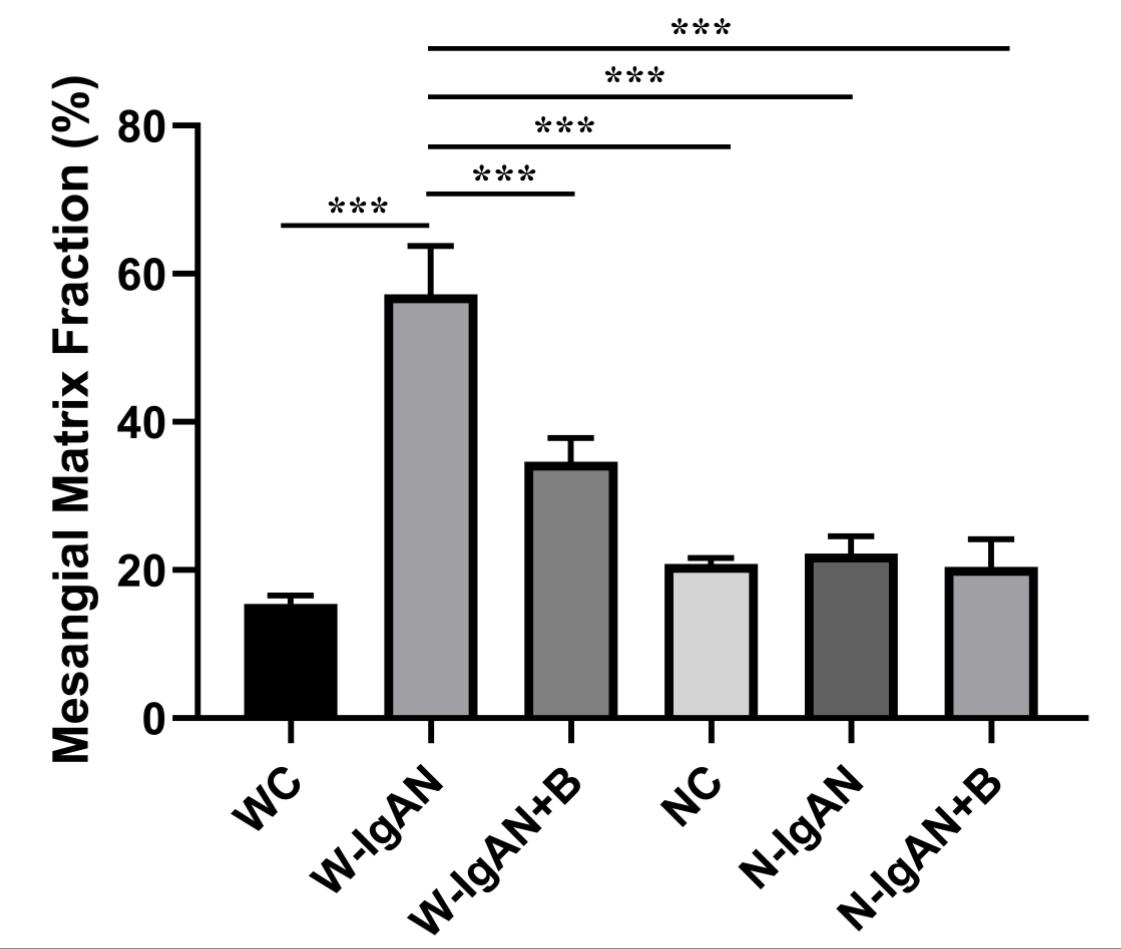 ***
***
***
***
***
Mesangial Matrix Fraction (%)
80
60
40
20
0
WC
W-IgAN
W-IgAN+B
NC
N-IgAN
N-IgAN+B